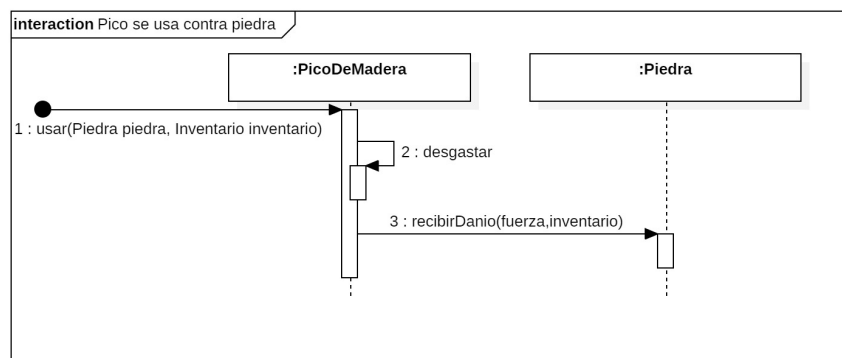 interaction Pico se usa contra piedra
:PicoDeMadera
:Piedra
1 : usar(Piedra piedra, Inventario inventario)
2 : desgastar
3 : recibirDanio(fuerza,inventario)